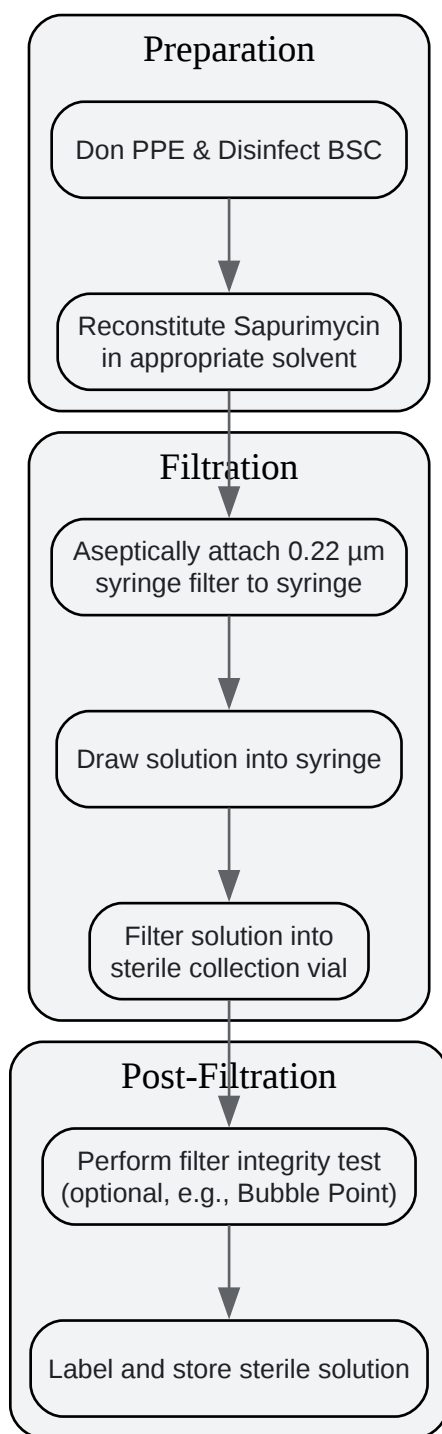 Preparation
Don PPE & Disinfect BSC
Reconstitute Sapurimycin
in appropriate solvent
Filtration
Aseptically attach 0.22 µm
syringe filter to syringe
Draw solution into syringe
Filter solution into
sterile collection vial
Post-Filtration
Perform filter integrity test
(optional, e.g., Bubble Point)
Label and store sterile solution